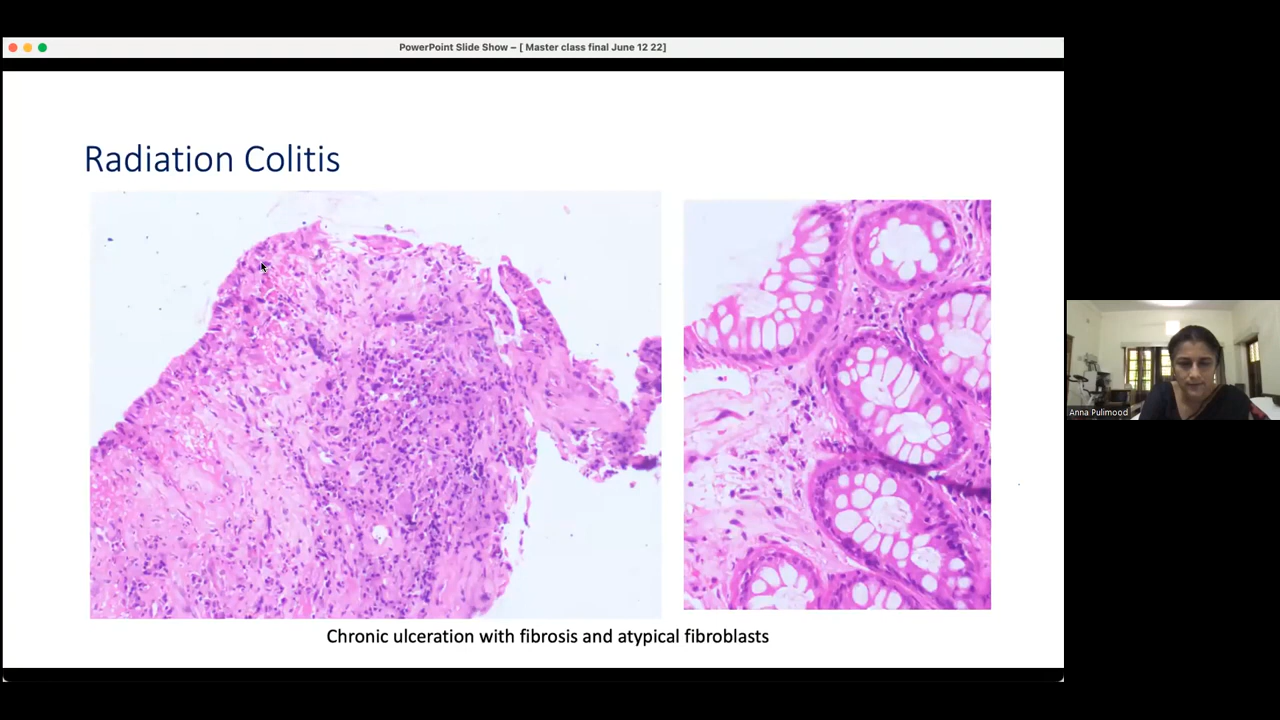 PowerPoint Slide Show – [ Master class final June 12 22]
Radiation Colitis
Anna Pulimood
Chronic ulceration with fibrosis and atypical fibroblasts